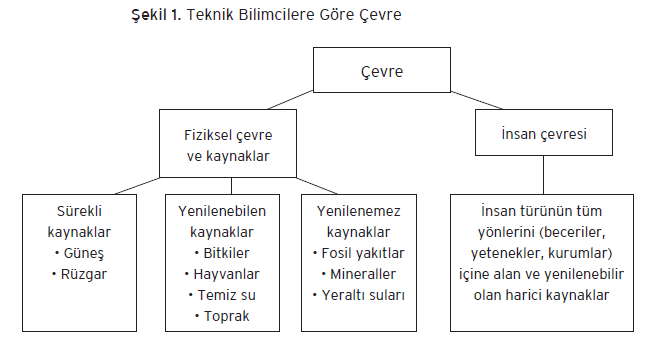 Şekil 1. Teknik Bilimcilere Göre Çevre
Çevre
Fiziksel çevre
ve kaynaklar
İnsan çevresi
Sürekli
kaynaklar
• Güneş
• Rüzgar
Yenilenebilen
kaynaklar
• Bitkiler
• Hayvanlar
• Temiz su
• Toprak
Yenilenemez
kaynaklar
• Fosil yakıtlar
• Mineraller
• Yeraltı suları
İnsan türünün tüm
yönlerini (beceriler,
yetenekler, kurumlar)
içine alan ve yenilenebilir
olan harici kaynaklar